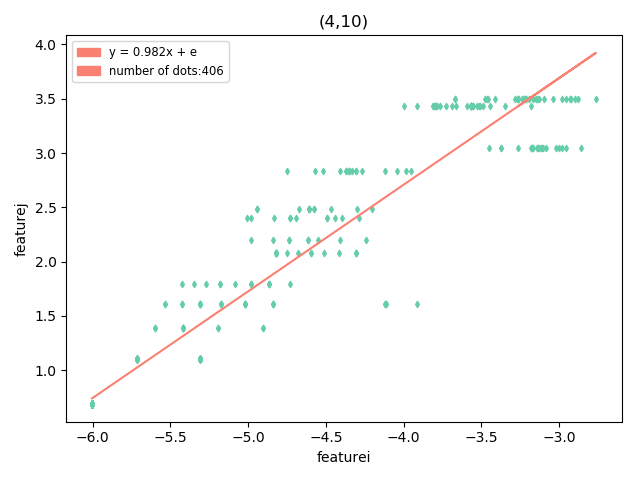 (4,10)
y = 0.982x + e
number of dots:406
4.0
3.5
3.0
2.5
2.0
1.5
1.0
featurej
−6.0 −5.5 −5.0 −4.5 −4.0 −3.5 −3.0
featurei